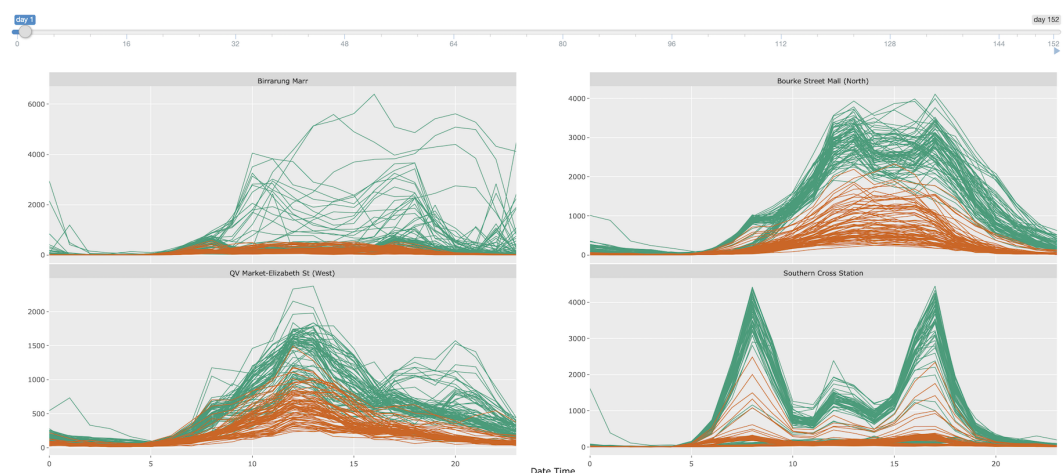 day 1
day 152
0 16 32 48 64 80 96 112 128 144 152
Birrarung Marr
6000
4000
2000
0
Bourke Street Mall (North)
4000
3000
2000
1000
0
QV Market-Elizabeth St (West)
2000
1500
1000
500
0
0 5 10 15 20
Southern Cross Station
4000
3000
2000
1000
0
0 5 10 15 20
Date Time